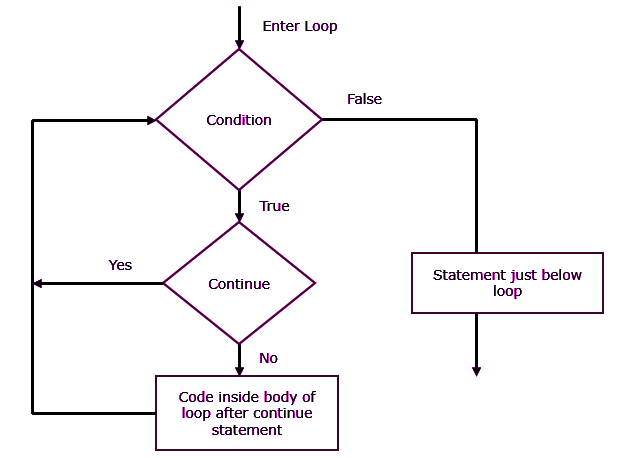 Enter Loop
False
Condition
True
Yes
Continue
Statement just below
loop
No
Code inside body of
loop after continue
statement